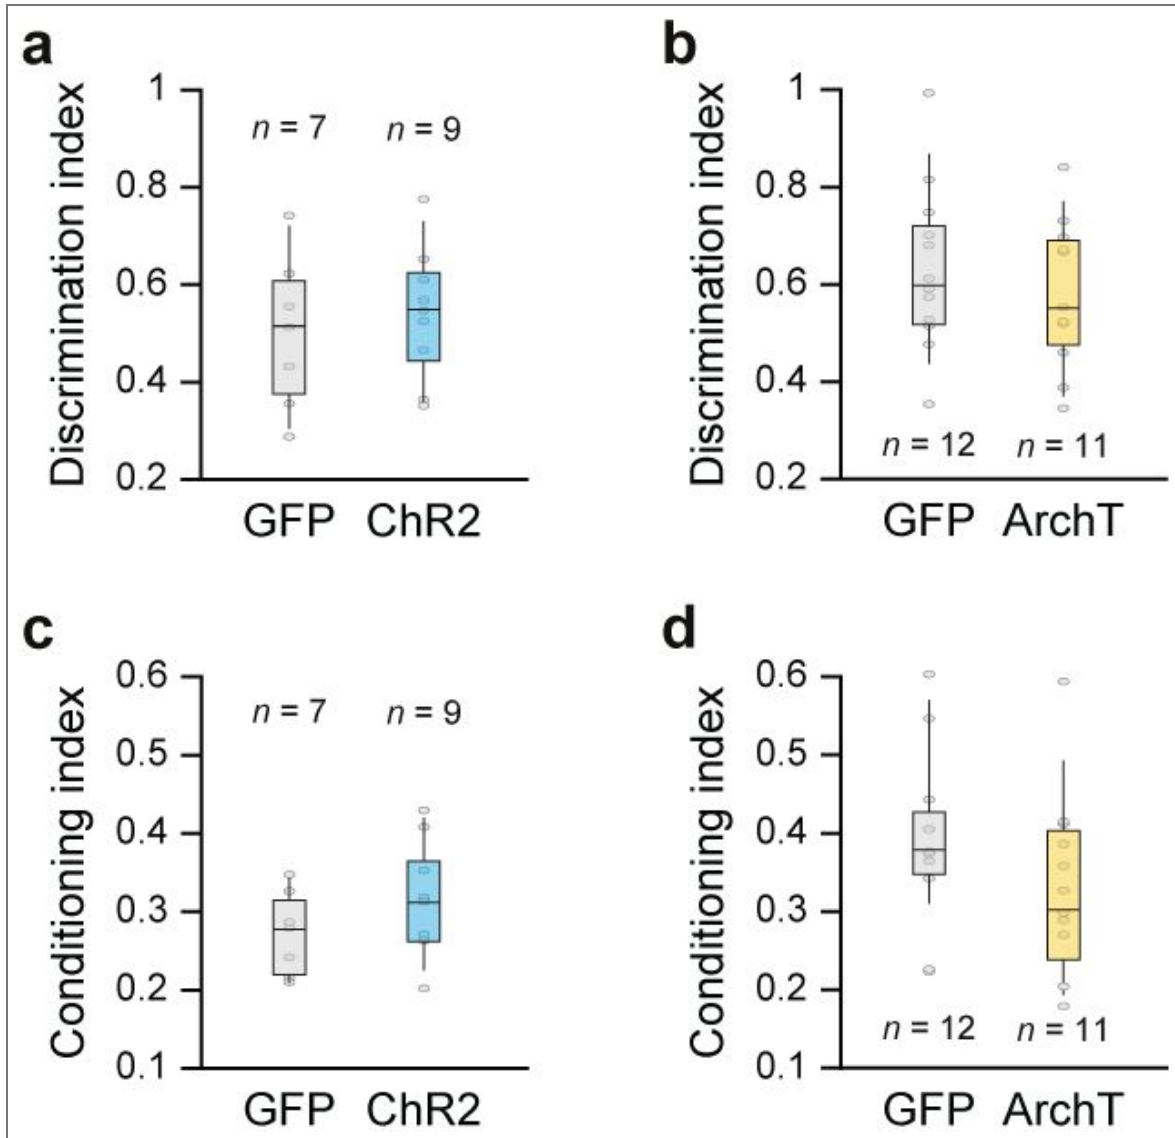 a
Discrimination index
1
0.8
0.6
0.4
0.2
n = 7
n = 9
GFP
ChR2
b
Discrimination index
1
0.8
0.6
0.4
0.2
n = 12
n = 11
GFP
ArchT
c
Conditioning index
0.6
0.5
0.4
0.3
0.2
0.1
n = 7
n = 9
GFP
ChR2
d
Conditioning index
0.6
0.5
0.4
0.3
0.2
0.1
n = 12
n = 11
GFP
ArchT